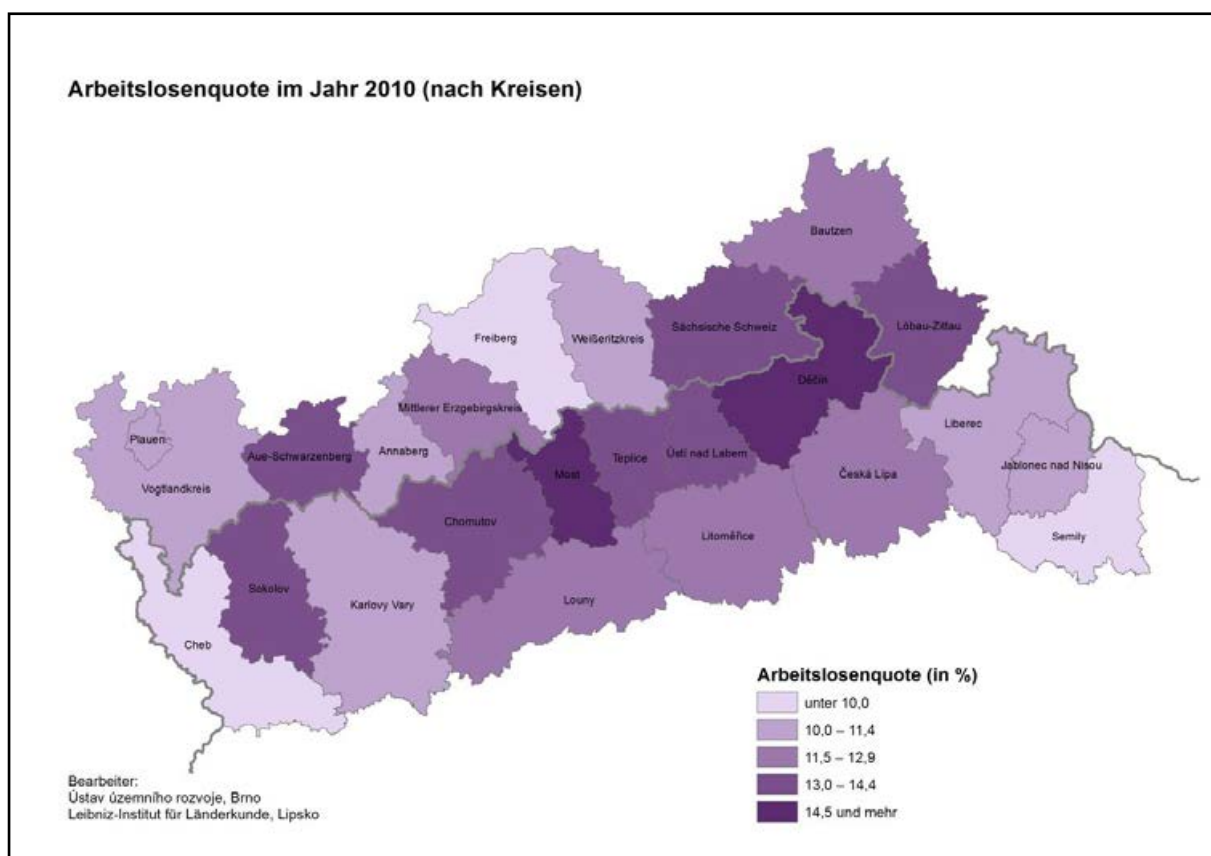 Arbeitslosenquote im Jahr 2010 (nach Kreisen)
Bautzen
Freiberg
Weißeritzkreis
Sächsische Schweiz
Löbau-Zittau
Děčín
Mittlerer Erzgebirgskreis
Plauen
Annaberg
Aue-Schwarzenberg
Teplice
Ústí nad Labem
Liberec
Most
Česká Lípa
Jablonec nad Nisou
Vogtlandkreis
Chomutov
Litoměřice
Semily
Sokolov
Karlovy Vary
Louny
Cheb
Arbeitslosenquote (in %)
unter 10,0
10,0 – 11,4
11,5 – 12,9
13,0 – 14,4
14,5 und mehr
Bearbeiter:
Ústav územního rozvoje, Brno
Leibniz-Institut für Länderkunde, Lipsko